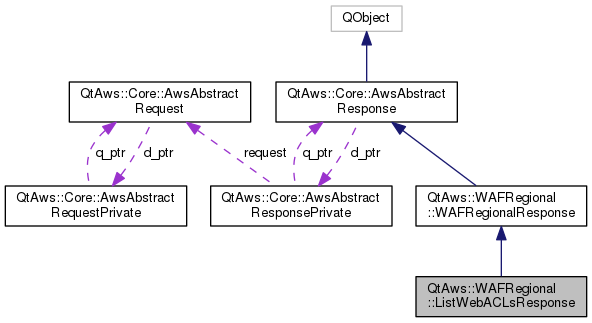 QObject
QtAws::Core::AwsAbstract
Request
QtAws::Core::AwsAbstract
Response
q_ptr
d_ptr
request
q_ptr
d_ptr
QtAws::Core::AwsAbstract
RequestPrivate
QtAws::Core::AwsAbstract
ResponsePrivate
QtAws::WAFRegional
::WAFRegionalResponse
QtAws::WAFRegional
::ListWebACLsResponse